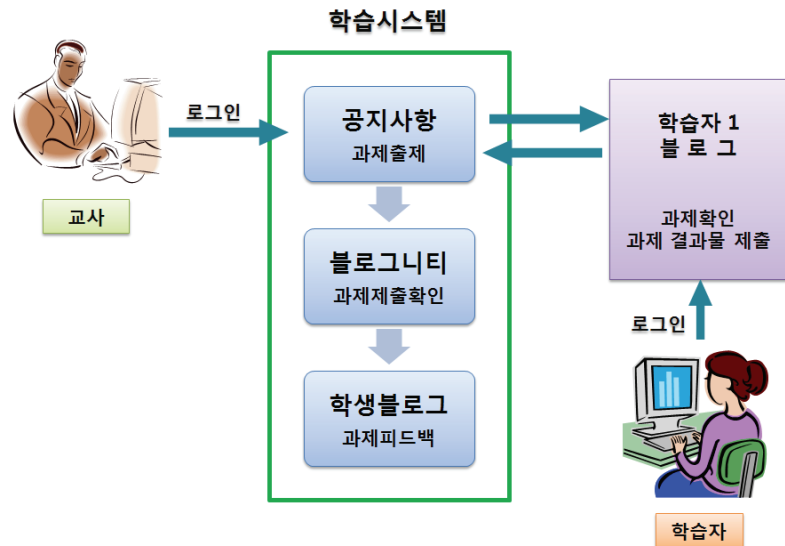 학습시스템
로그인
교사
공지사항
과제출제
블로그니티
과제제출확인
학생블로그
과제피드백
학습자 1
블 로 그
과제확인
과제 결과물 제출
로그인
학습자